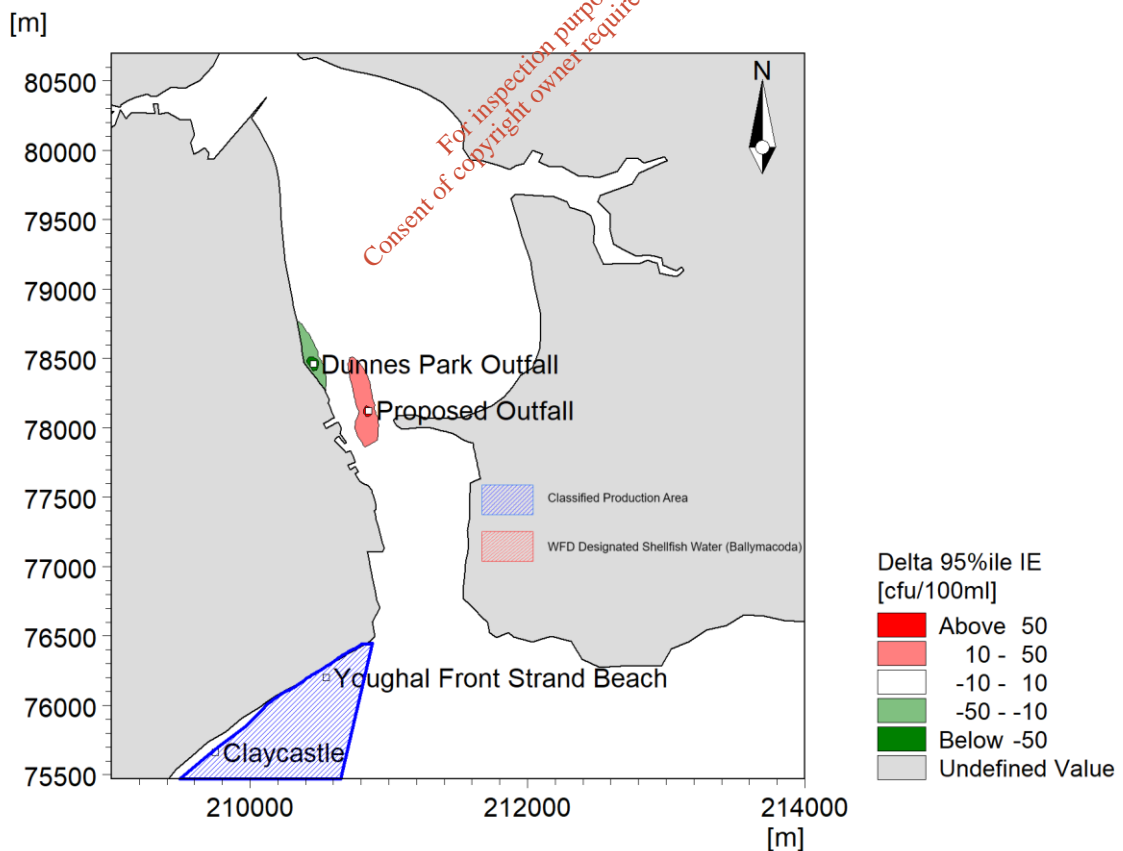 [m]
For inspection purpo
Consent of copyright owner require
N
80500
80000
79500
79000
78500
78000
77500
77000
76500
76000
75500
Dunnes Park Outfall
Proposed Outfall
Classified Production Area
WFD Designated Shellfish Water (Ballymacoda)
Youghal Front Strand Beach
Claycastle
210000 212000 214000
[m]
Delta 95%ile IE
[cfu/100ml]
Above 50
10 - 50
-10 - 10
-50 - -10
Below -50
Undefined Value